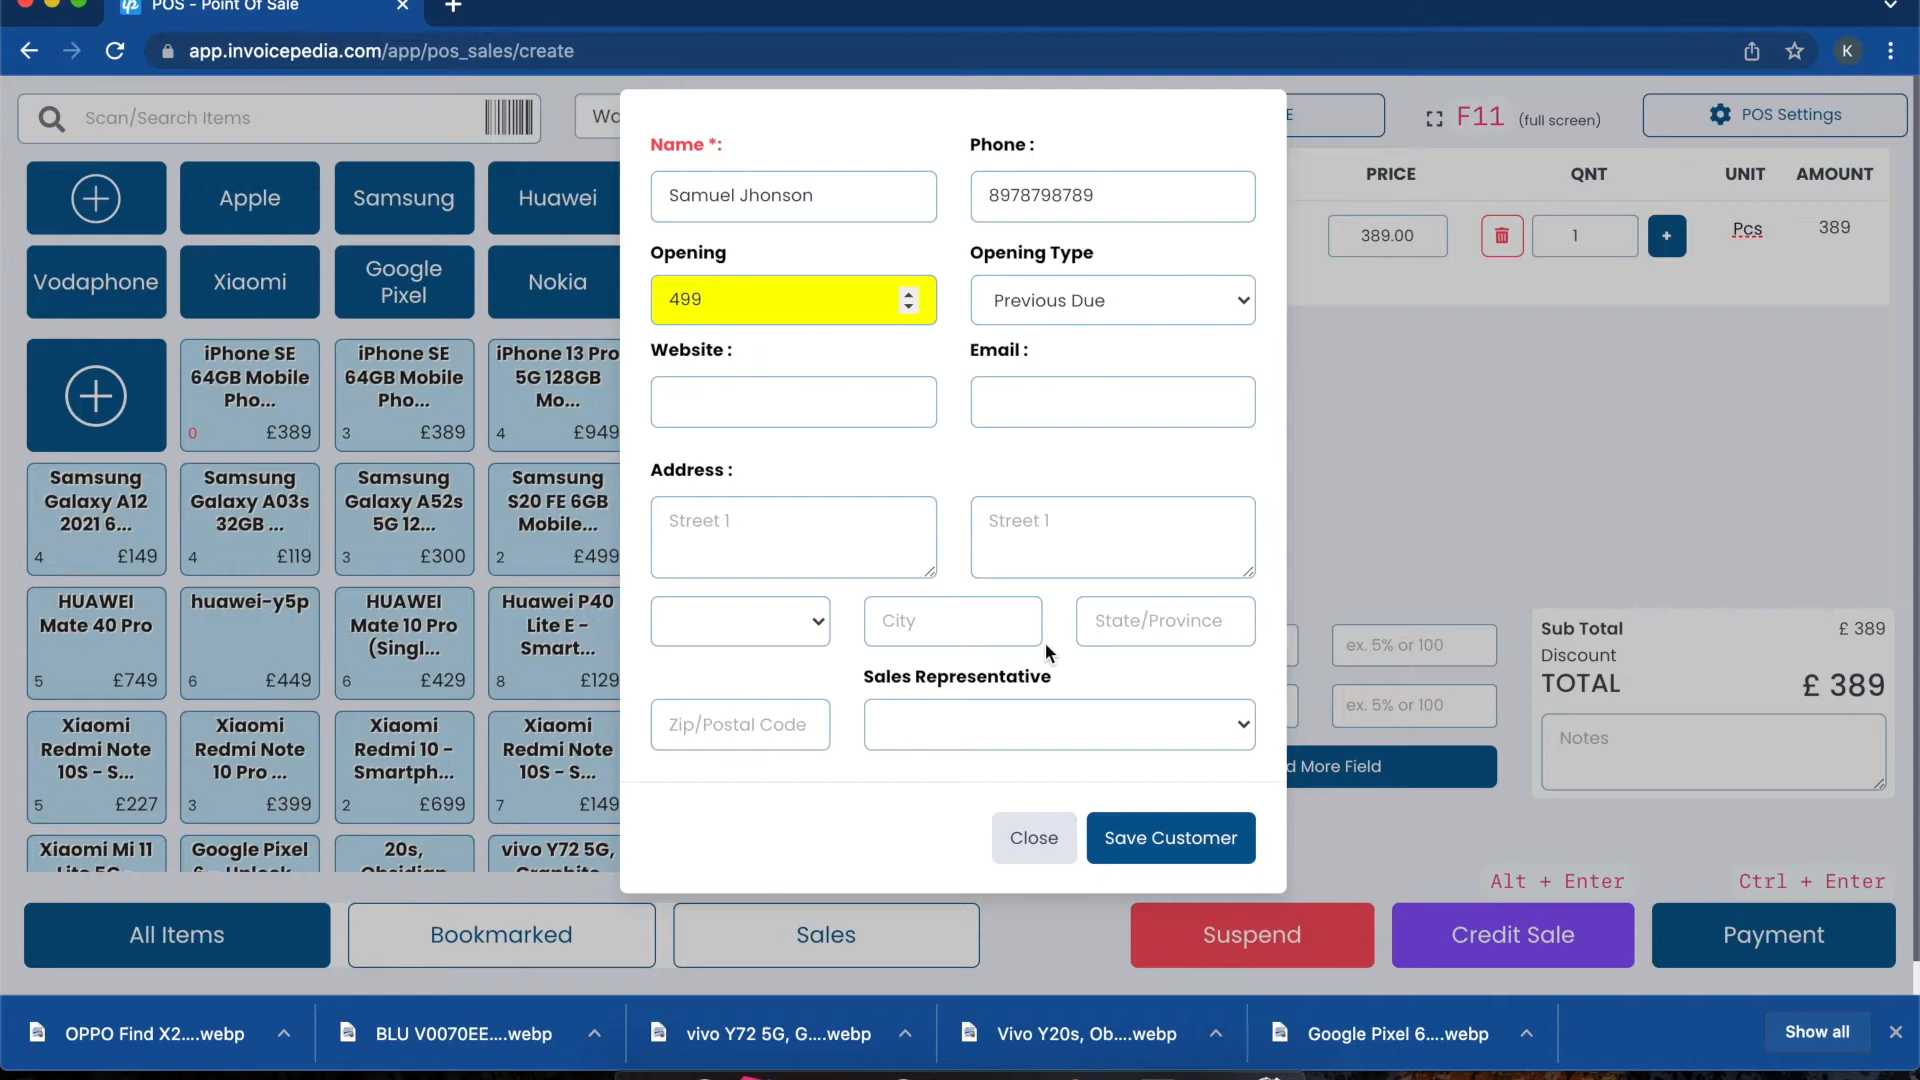 POS - Point Of Sale
app.invoicepedia.com/app/pos_sales/create
K
Scan/Search Items
F11 (full screen)
POS Settings
Apple
Samsung
Huawei
Vodaphone
Xiaomi
Google
Pixel
Nokia
iPhone SE
64GB Mobile
Pho...
0 £389
iPhone SE
64GB Mobile
Pho...
3 £389
iPhone 13 Pro
5G 128GB
Mo...
4 £949
Samsung
Galaxy A12
2021 6...
4 £149
Samsung
Galaxy A03s
32GB ...
4 £119
Samsung
Galaxy A52s
5G 12...
3 £300
Samsung
S20 FE 6GB
Mobile...
2 £499
HUAWEI
Mate 40 Pro
5 £749
huawei-y5p
6 £449
HUAWEI
Mate 10 Pro
(Singl...
6 £429
Huawei P40
Lite E -
Smart...
8 £129
Xiaomi
Redmi Note
10S - S...
5 £227
Xiaomi
Redmi Note
10 Pro ...
3 £399
Xiaomi
Redmi 10 -
Smartph...
2 £699
Xiaomi
Redmi Note
10S - S...
7 £149
Xiaomi Mi 11
Google Pixel
20s,
vivo Y72 5G,
Name *:
Samuel Jhonson
Phone :
8978798789
Opening
499
Opening Type
Previous Due
Website :
Email :
Address :
Street 1
Street 1
City
State/Province
Zip/Postal Code
Sales Representative
Close
Save Customer
PRICE QNT UNIT AMOUNT
389.00 1 + Pcs 389
ex. 5% or 100
ex. 5% or 100
d More Field
Sub Total £ 389
Discount
TOTAL £ 389
Notes
Alt + Enter
Ctrl + Enter
All Items
Bookmarked
Sales
Suspend
Credit Sale
Payment
OPPO Find X2....webp
BLU V0070EE....webp
vivo Y72 5G, G....webp
Vivo Y20s, Ob....webp
Google Pixel 6....webp
Show all